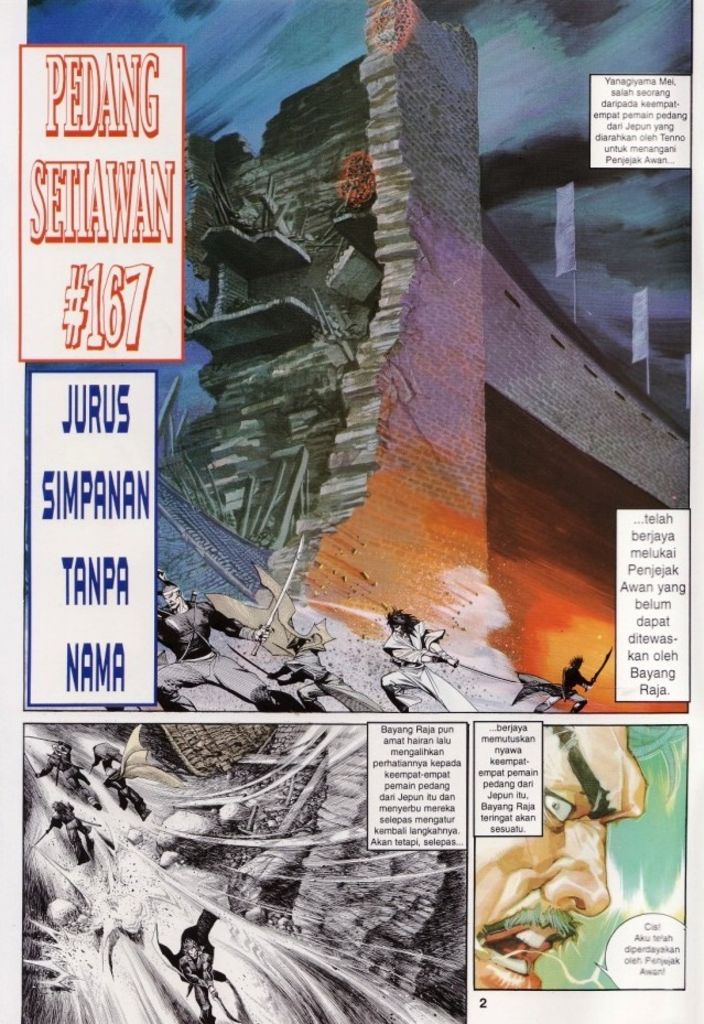 PEDANG
SETIAWAN
#167
JURUS
SIMPANAN
TANPA
NAMA
Yanagiyama Mei,
salah seorang
daripada keempat-
empat pemain pedang
dari Jepun yang
diarahkan oleh Tenno
untuk menangani
Penjejak Awan...
...telah
berjaya
melukai
Penjejak
Awan yang
belum
dapat
ditewas-
kan oleh
Bayang
Raja.
Bayang Raja pun
amat hairan lalu
mengalihkan
perhatiannya kepada
keempat-empat
pemain pedang
dari Jepun itu dan
menyerbu mereka
selepas mengatur
kembali langkahnya.
Akan tetapi, selepas...
...berjaya
memutuskan
nyawa
keempat-
empat pemain
pedang dari
Jepun itu,
Bayang Raja
teringat akan
sesuatu.
Cis!
Aku telah
diperdayakan
oleh Penjejak
Awan!
2